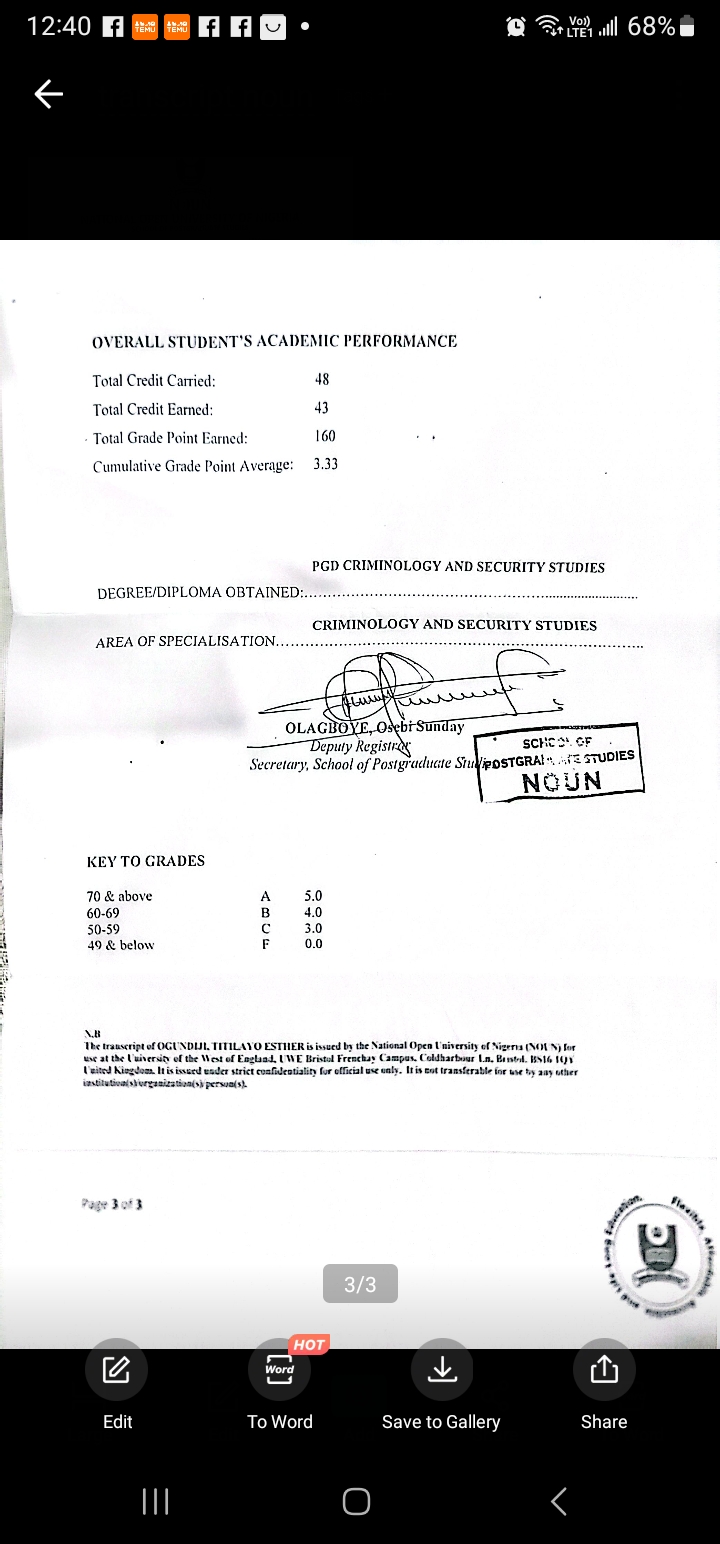 12:40
TEMU
TEMU
Vo))
LTE1
68%
OVERALL STUDENT'S ACADEMIC PERFORMANCE
Total Credit Carried: 48
Total Credit Earned: 43
Total Grade Point Earned: 160
Cumulative Grade Point Average: 3.33
PGD CRIMINOLOGY AND SECURITY STUDIES
DEGREE/DIPLOMA OBTAINED:
CRIMINOLOGY AND SECURITY STUDIES
AREA OF SPECIALISATION
OLAGBOYE, Osebi Sunday
Deputy Registrar
Secretary, School of Postgraduate
SCHOOL OF
STUDIES
NOUN
KEY TO GRADES
70 & above A 5.0
60-69 B 4.0
50-59 C 3.0
49 & below F 0.0
N.B
The transcript of OGUNDIJI, TITILAYO ESTHER is issued by the National Open University of Nigeria (NOUN) for
use at the University of the West of England, UWE Bristol Frenchay Campus, Coldharbour Ln, Bristol, BS16 1QY
United Kingdom. It is issued under strict confidentiality for official use only. It is not transferable for use by any other
institution(s)/organization(s)/person(s).
Page 3 of 3
3/3
HOT
Word
Edit To Word Save to Gallery Share